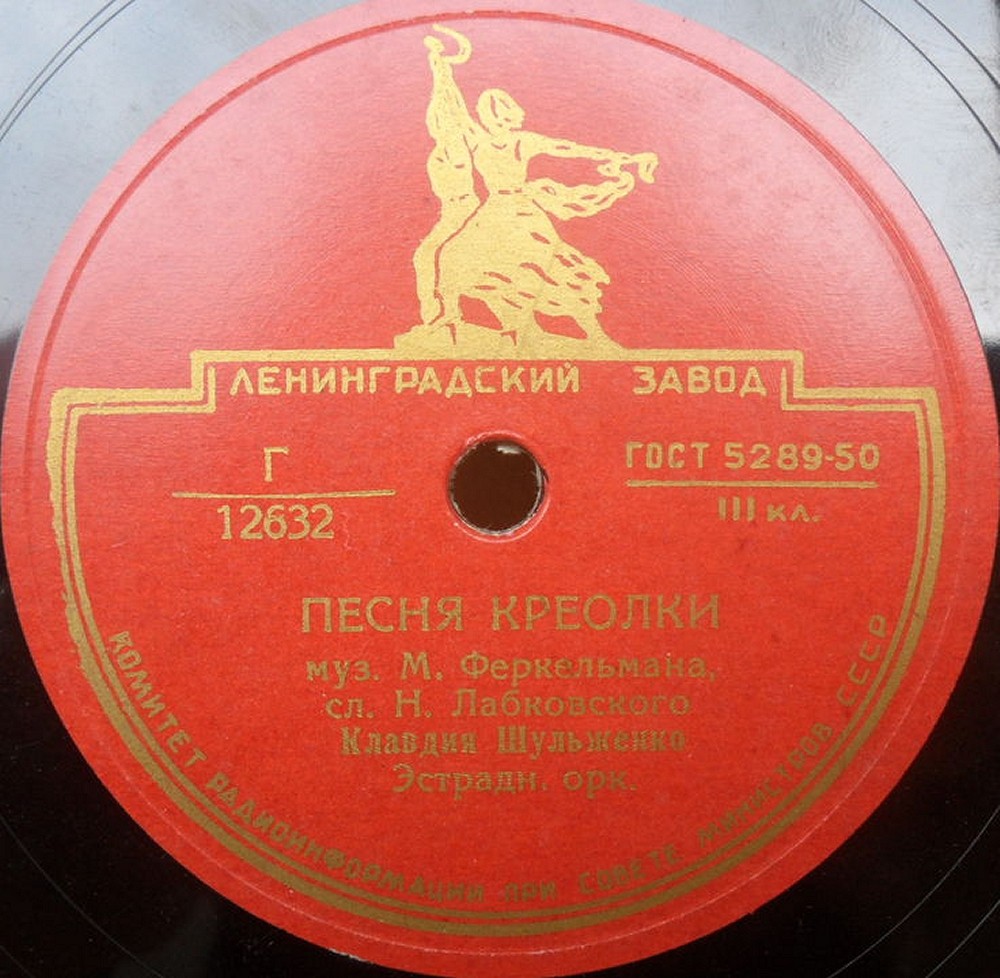 ЛЕНИНГРАДСКИЙ ЗАВОД
Г
12632
ГОСТ 5289-50
III кл.
ПЕСНЯ КРЕОЛКИ
муз. М. Феркельмана,
сл. Н. Лабковского
Клавдия Шульженко
Эстрадн. орк.
КОМИТЕТ РАДИОИНФОРМАЦИИ ПРИ СОВЕТЕ МИНИСТРОВ СССР